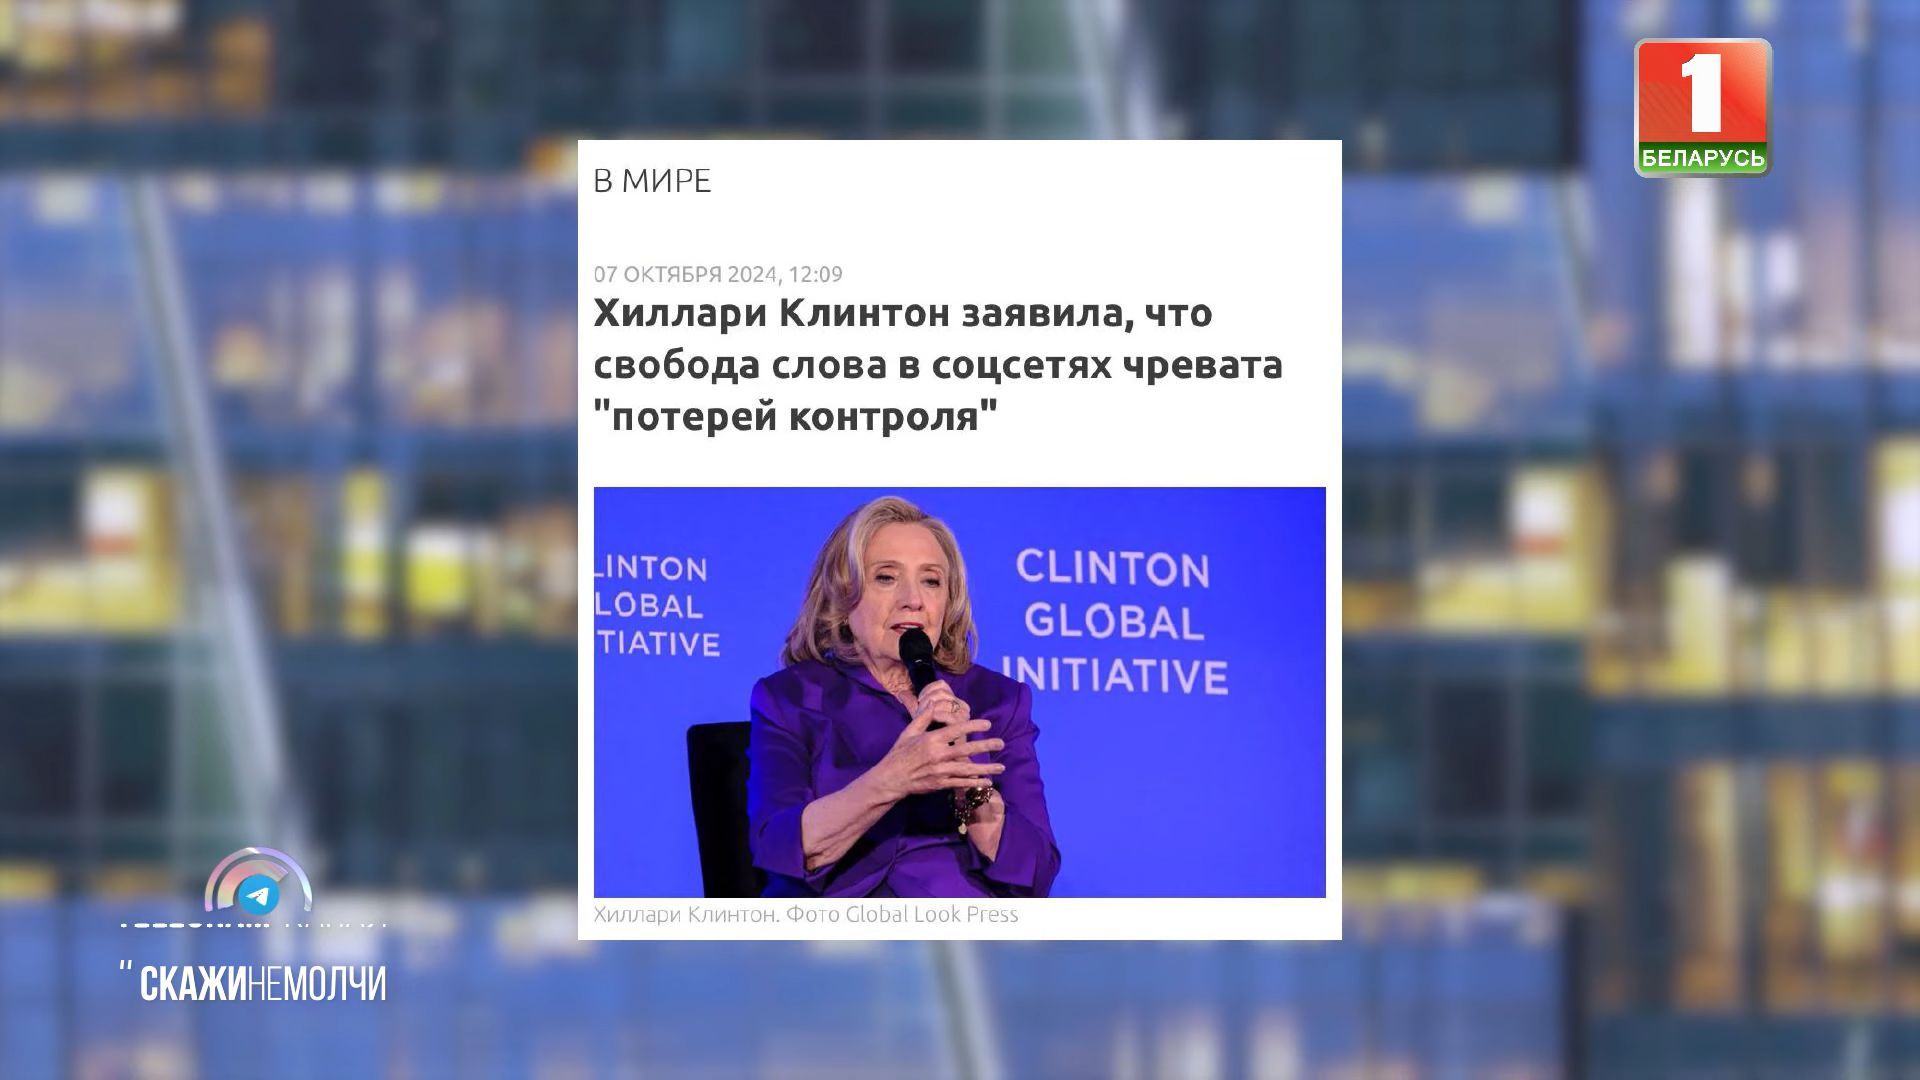 1
БЕЛАРУСЬ
В МИРЕ
07 ОКТЯБРЯ 2024, 12:09
Хиллари Клинтон заявила, что
свобода слова в соцсетях чревата
"потерей контроля"
LINTON
LOBAL
TIATIVE
CLINTON
GLOBAL
INITIATIVE
Хиллари Клинтон. Фото Global Look Press
" СКАЖИНЕМОЛЧИ